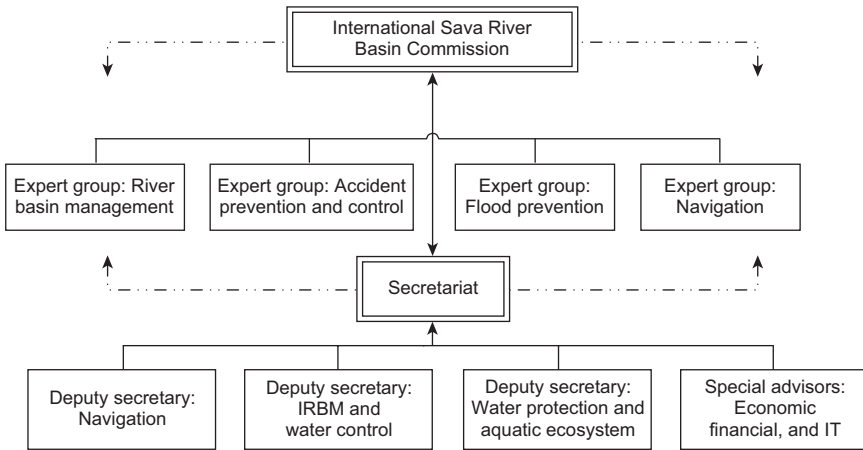 International Sava River
Basin Commission
Expert group: River
basin management
Expert group: Accident
prevention and control
Expert group:
Flood prevention
Expert group:
Navigation
Secretariat
Deputy secretary:
Navigation
Deputy secretary:
IRBM and
water control
Deputy secretary:
Water protection and
aquatic ecosystem
Special advisors:
Economic
financial, and IT